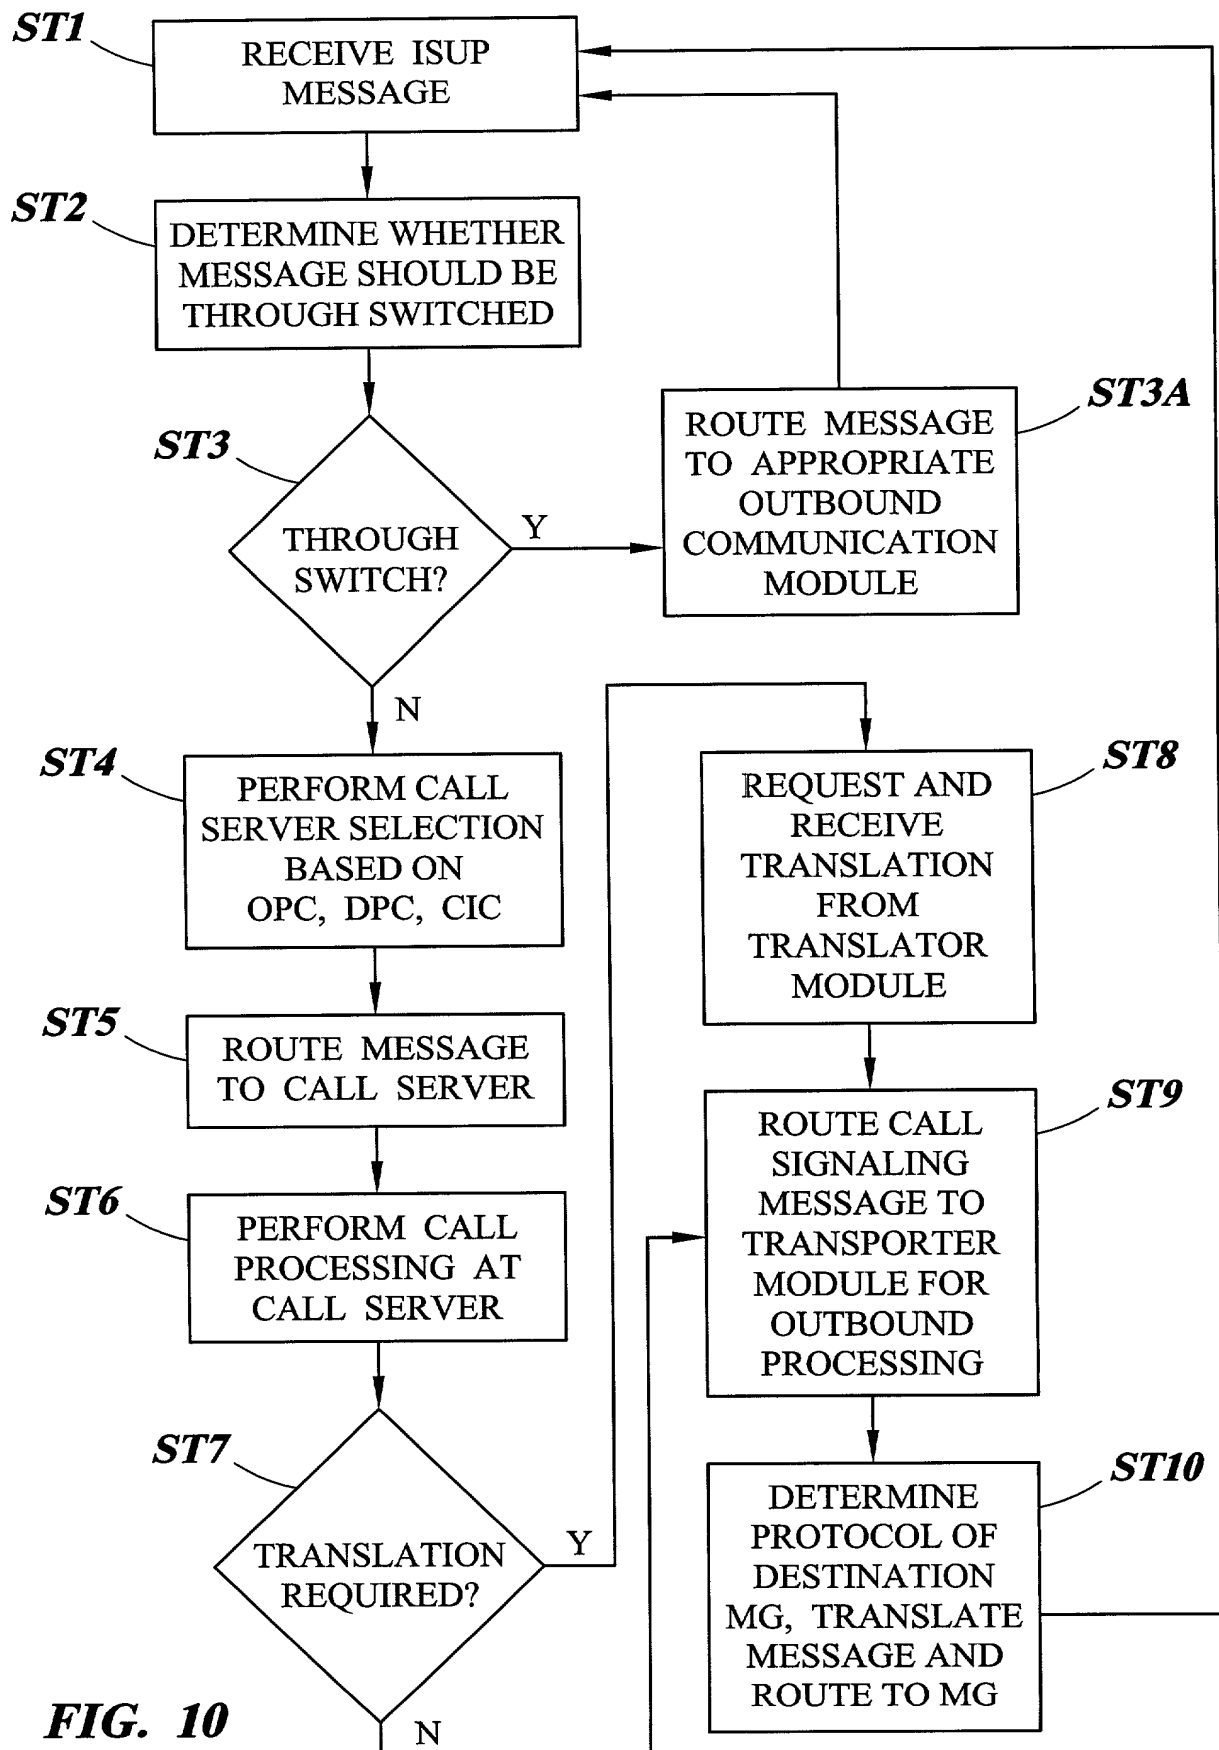 ST1
RECEIVE ISUP
MESSAGE
ST2
DETERMINE WHETHER
MESSAGE SHOULD BE
THROUGH SWITCHED
ST3
THROUGH
SWITCH?
Y
N
ST3A
ROUTE MESSAGE
TO APPROPRIATE
OUTBOUND
COMMUNICATION
MODULE
ST4
PERFORM CALL
SERVER SELECTION
BASED ON
OPC, DPC, CIC
ST5
ROUTE MESSAGE
TO CALL SERVER
ST6
PERFORM CALL
PROCESSING AT
CALL SERVER
ST7
TRANSLATION
REQUIRED?
Y
N
ST8
REQUEST AND
RECEIVE
TRANSLATION
FROM
TRANSLATOR
MODULE
ST9
ROUTE CALL
SIGNALING
MESSAGE TO
TRANSPORTER
MODULE FOR
OUTBOUND
PROCESSING
ST10
DETERMINE
PROTOCOL OF
DESTINATION
MG, TRANSLATE
MESSAGE AND
ROUTE TO MG
FIG. 10